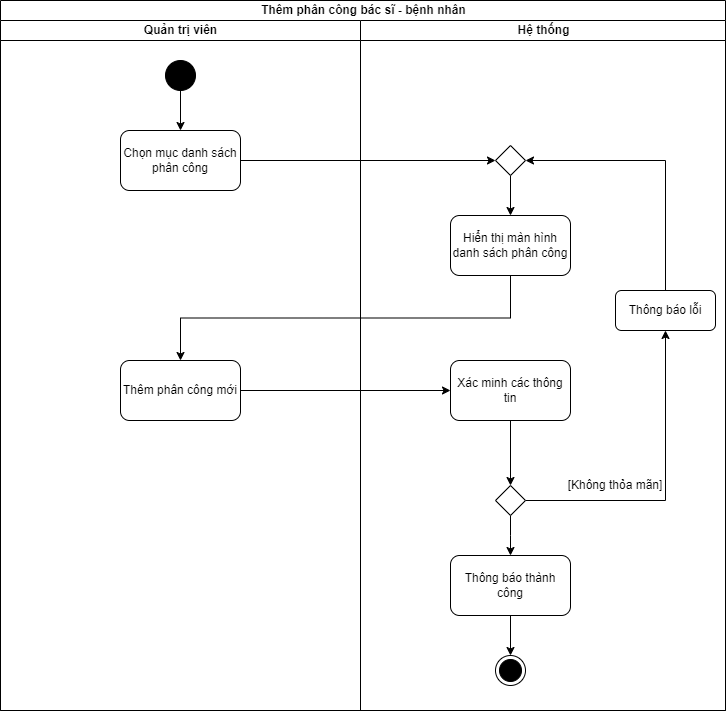 Thêm phân công bác sĩ - bệnh nhân
Quản trị viên
Hệ thống
Chọn mục danh sách
phân công
Hiển thị màn hình
danh sách phân công
Thông báo lỗi
Thêm phân công mới
Xác minh các thông
tin
[Không thỏa mãn]
Thông báo thành
công